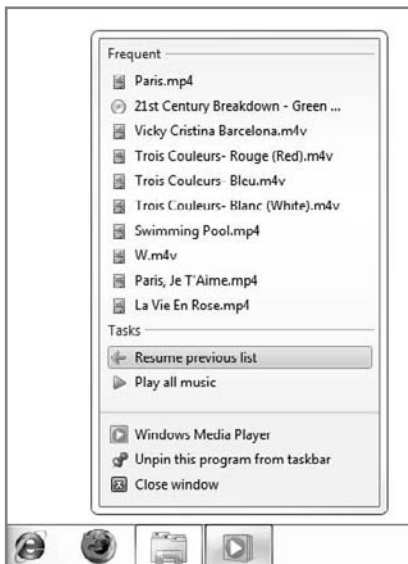 Frequent
Paris.mp4
21st Century Breakdown - Green ...
Vicky Cristina Barcelona.m4v
Trois Couleurs- Rouge (Red).m4v
Trois Couleurs- Bleu.m4v
Trois Couleurs- Blanc (White).m4v
Swimming Pool.mp4
W.m4v
Paris, Je T'Aime.mp4
La Vie En Rose.mp4
Tasks
Resume previous list
Play all music
Windows Media Player
Unpin this program from taskbar
Close window